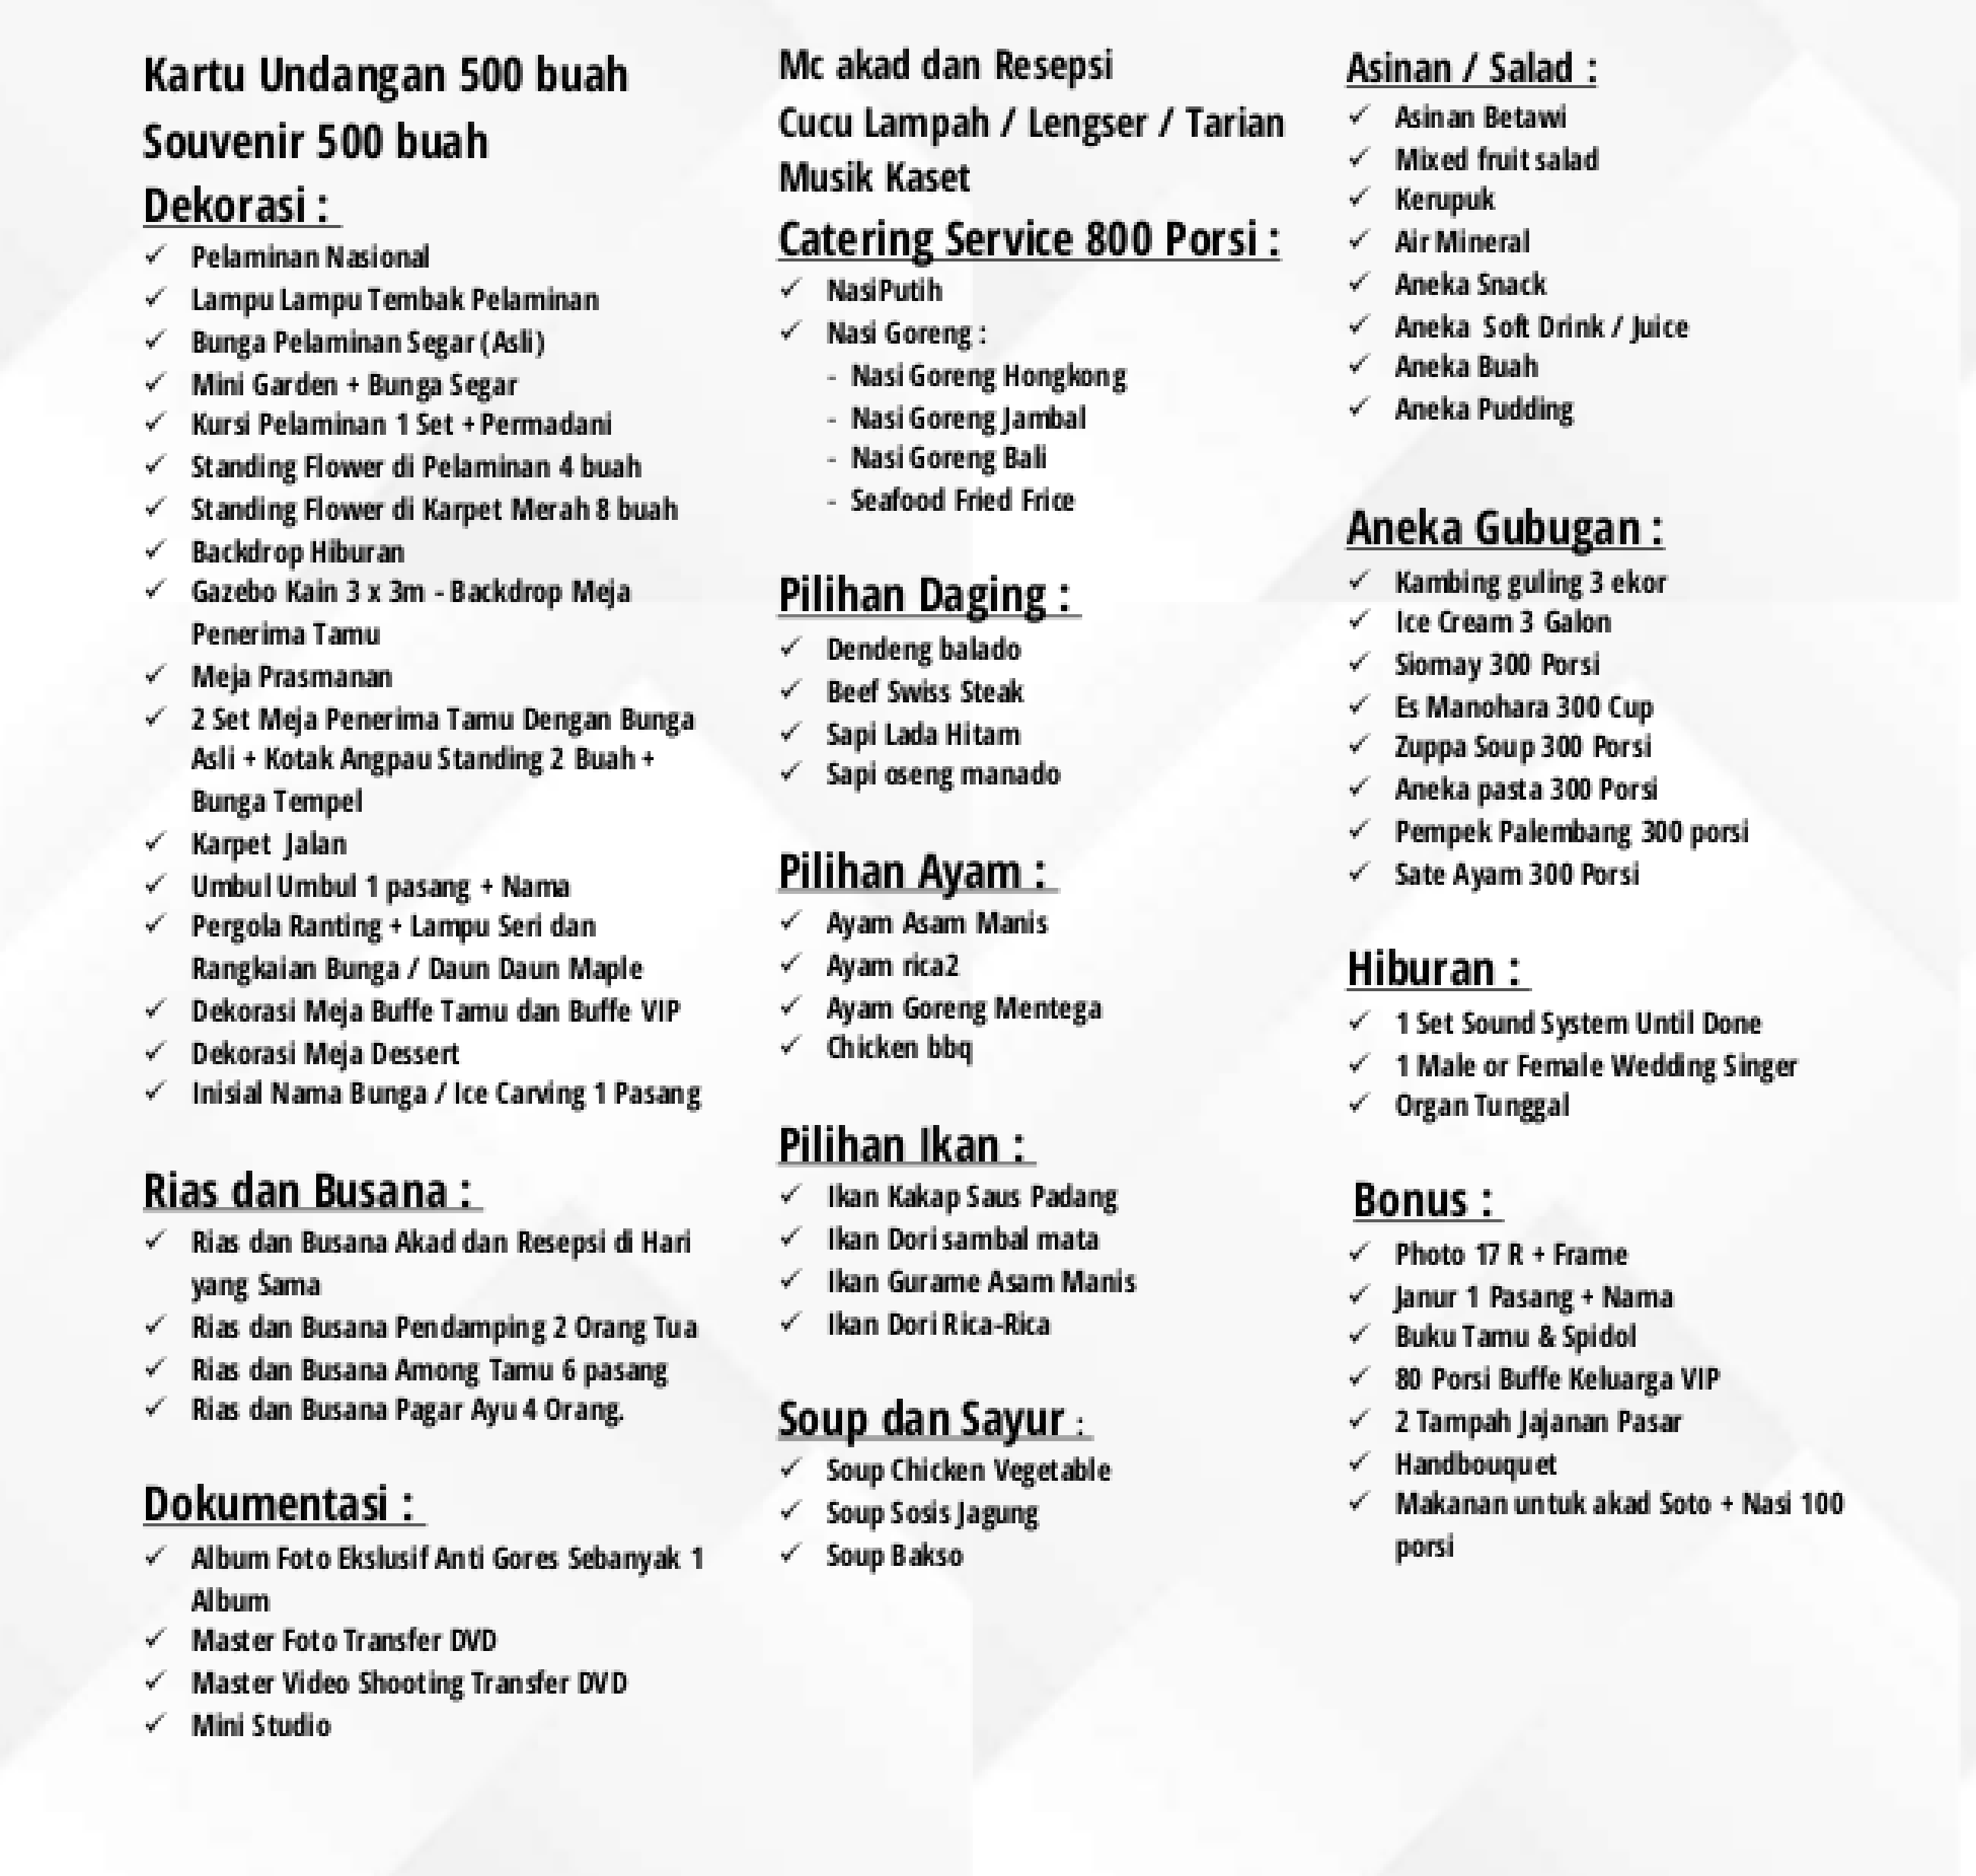 Kartu Undangan 500 buah
Souvenir 500 buah
Dekorasi :
✓ Pelaminan Nasional
✓ Lampu Lampu Tembak Pelaminan
✓ Bunga Pelaminan Segar (Asli)
✓ Mini Garden + Bunga Segar
✓ Kursi Pelaminan 1 Set + Permadani
✓ Standing Flower di Pelaminan 4 buah
✓ Standing Flower di Karpet Merah 8 buah
✓ Backdrop Hiburan
✓ Gazebo Kain 3 x 3m - Backdrop Meja
Penerima Tamu
✓ Meja Prasmanan
✓ 2 Set Meja Penerima Tamu Dengan Bunga
Asli + Kotak Angpau Standing 2 Buah +
Bunga Tempel
✓ Karpet Jalan
✓ Umbul Umbul 1 pasang + Nama
✓ Pergola Ranting + Lampu Seri dan
Rangkaian Bunga / Daun Daun Maple
✓ Dekorasi Meja Buffe Tamu dan Buffe VIP
✓ Dekorasi Meja Dessert
✓ Inisial Nama Bunga / Ice Carving 1 Pasang
Rias dan Busana :
✓ Rias dan Busana Akad dan Resepsi di Hari
yang Sama
✓ Rias dan Busana Pendamping 2 Orang Tua
✓ Rias dan Busana Among Tamu 6 pasang
✓ Rias dan Busana Pagar Ayu 4 Orang.
Dokumentasi :
✓ Album Foto Ekslusif Anti Gores Sebanyak 1
Album
✓ Master Foto Transfer DVD
✓ Master Video Shooting Transfer DVD
✓ Mini Studio
Mc akad dan Resepsi
Cucu Lampah / Lengser / Tarian
Musik Kaset
Catering Service 800 Porsi :
✓ NasiPutih
✓ Nasi Goreng :
- Nasi Goreng Hongkong
- Nasi Goreng Jambal
- Nasi Goreng Bali
- Seafood Fried Frice
Pilihan Daging :
✓ Dendeng balado
✓ Beef Swiss Steak
✓ Sapi Lada Hitam
✓ Sapi oseng manado
Pilihan Ayam :
✓ Ayam Asam Manis
✓ Ayam rica2
✓ Ayam Goreng Mentega
✓ Chicken bbq
Pilihan Ikan :
✓ Ikan Kakap Saus Padang
✓ Ikan Dori sambal mata
✓ Ikan Gurame Asam Manis
✓ Ikan Dori Rica-Rica
Soup dan Sayur :
✓ Soup Chicken Vegetable
✓ Soup Sosis Jagung
✓ Soup Bakso
Asinan / Salad :
✓ Asinan Betawi
✓ Mixed fruit salad
✓ Kerupuk
✓ Air Mineral
✓ Aneka Snack
✓ Aneka Soft Drink / Juice
✓ Aneka Buah
✓ Aneka Pudding
Aneka Gubugan :
✓ Kambing guling 3 ekor
✓ Ice Cream 3 Galon
✓ Siomay 300 Porsi
✓ Es Manohara 300 Cup
✓ Zuppa Soup 300 Porsi
✓ Aneka pasta 300 Porsi
✓ Pempek Palembang 300 porsi
✓ Sate Ayam 300 Porsi
Hiburan :
✓ 1 Set Sound System Until Done
✓ 1 Male or Female Wedding Singer
✓ Organ Tunggal
Bonus :
✓ Photo 17 R + Frame
✓ Janur 1 Pasang + Nama
✓ Buku Tamu & Spidol
✓ 80 Porsi Buffe Keluarga VIP
✓ 2 Tampah Jajanan Pasar
✓ Handbouquet
✓ Makanan untuk akad Soto + Nasi 100
porsi